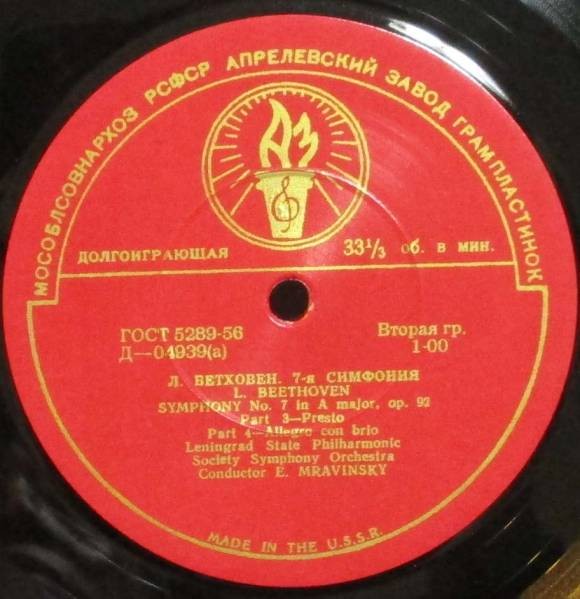 МОСОБЛСОВНАРХОЗ РСФСР АПРЕЛЕВСКИЙ ЗАВОД ГРАМПЛАСТИНОК
АЗ
ДОЛГОИГРАЮЩАЯ
33⅓ об. в мин.
ГОСТ 5289-56
Д—04939(а)
Вторая гр.
1-00
Л. БЕТХОВЕН. 7-я СИМФОНИЯ
L. BEETHOVEN
SYMPHONY No. 7 in A major, op. 92
Part 3—Presto
Part 4—Allegro con brio
Leningrad State Philharmonic
Society Symphony Orchestra
Conductor E. MRAVINSKY
MADE IN THE U.S.S.R.